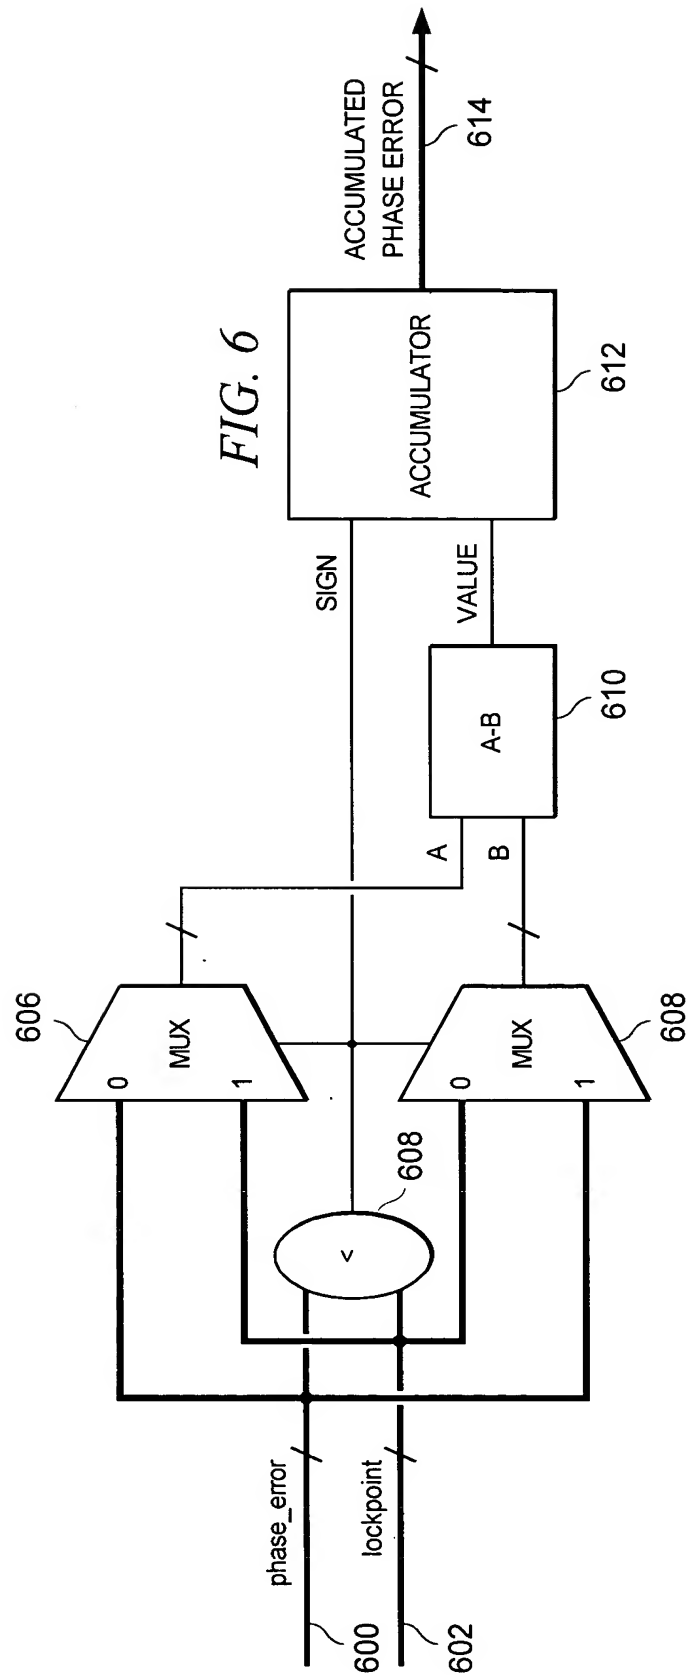 FIG. 6
606
0
MUX
1
phase_error
lockpoint
600
602
<
608
0
MUX
1
608
A
B
A-B
610
SIGN
VALUE
ACCUMULATOR
612
ACCUMULATED
PHASE ERROR
614